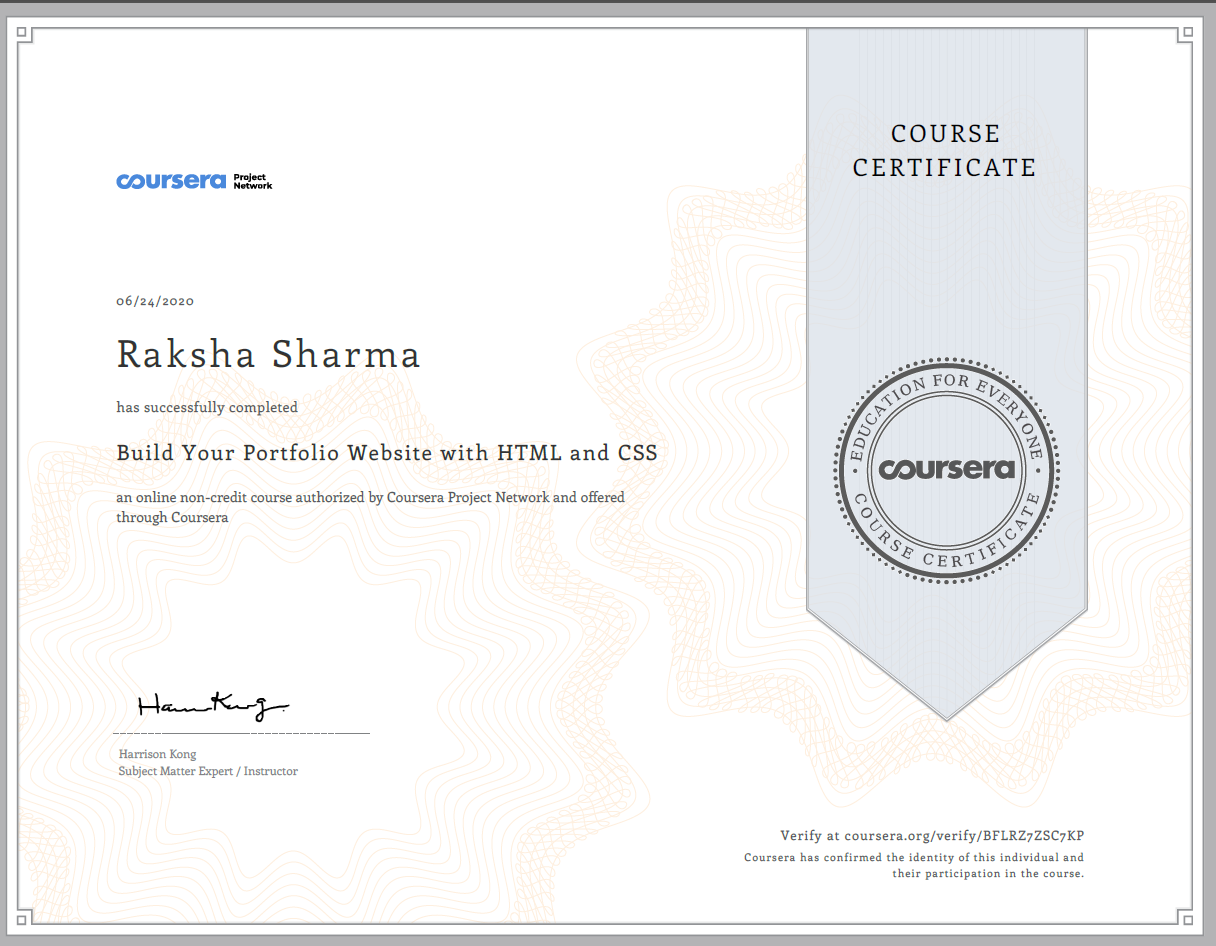 COURSE
CERTIFICATE
coursera Project
Network
06/24/2020
Raksha Sharma
has successfully completed
Build Your Portfolio Website with HTML and CSS
an online non-credit course authorized by Coursera Project Network and offered
through Coursera
EDUCATION FOR EVERYONE
coursera
COURSE CERTIFICATE
Harrison Kong
Subject Matter Expert / Instructor
Verify at coursera.org/verify/BFLRZ7ZSC7KP
Coursera has confirmed the identity of this individual and
their participation in the course.